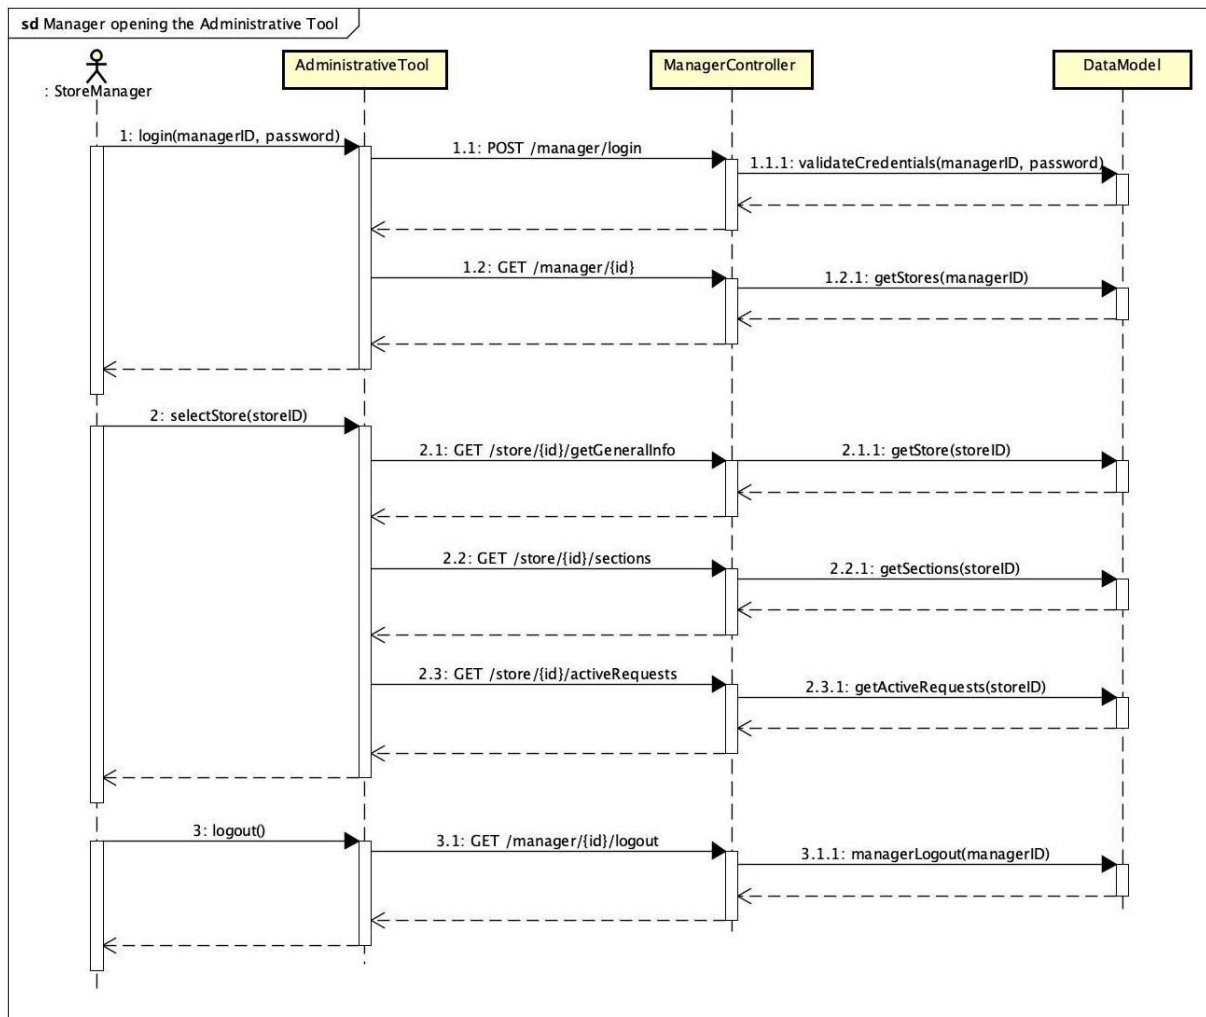 sd Manager opening the Administrative Tool
: StoreManager
AdministrativeTool
ManagerController
DataModel
1: login(managerID, password)
1.1: POST /manager/login
1.1.1: validateCredentials(managerID, password)
1.2: GET /manager/{id}
1.2.1: getStores(managerID)
2: selectStore(storeID)
2.1: GET /store/{id}/getGeneralInfo
2.1.1: getStore(storeID)
2.2: GET /store/{id}/sections
2.2.1: getSections(storeID)
2.3: GET /store/{id}/activeRequests
2.3.1: getActiveRequests(storeID)
3: logout()
3.1: GET /manager/{id}/logout
3.1.1: managerLogout(managerID)